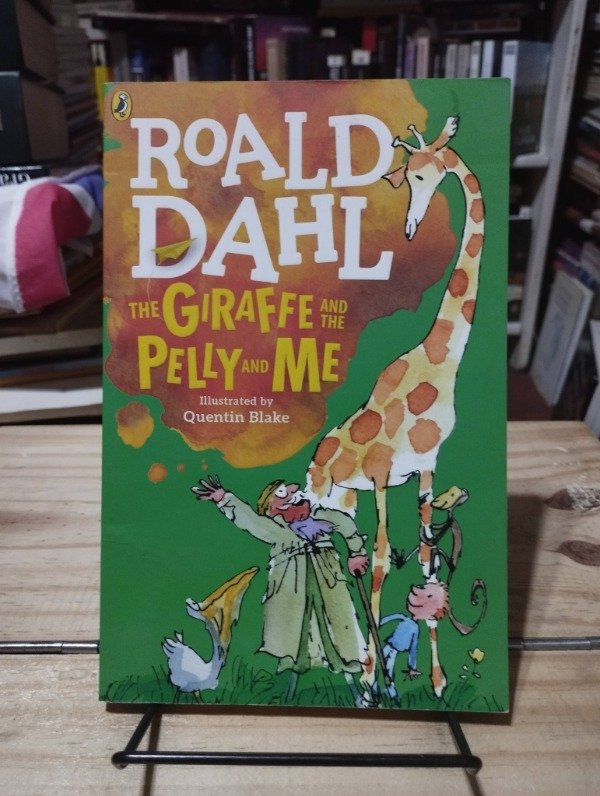 ROALD
DAHL
THE GIRAFFE AND THE
PELLY AND ME
Illustrated by
Quentin Blake